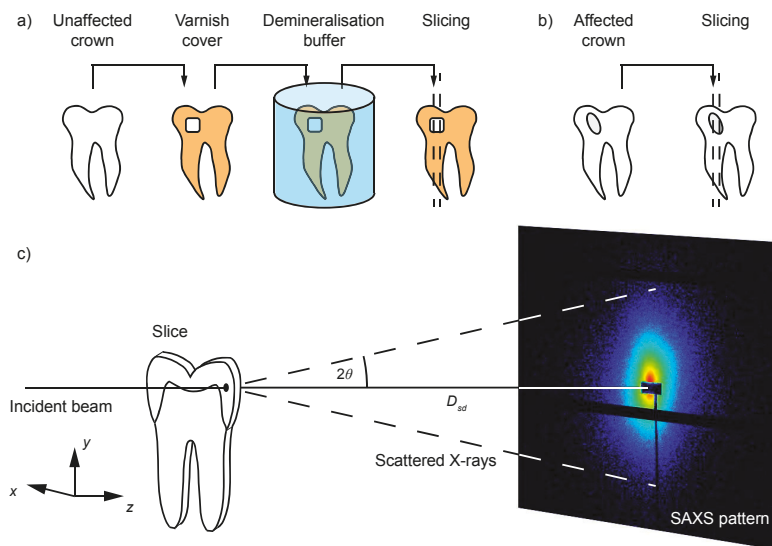 a)
Unaffected
crown
Varnish
cover
Demineralisation
buffer
Slicing
b)
Affected
crown
Slicing
c)
Slice
2θ
Incident beam
D_sd
Scattered X-rays
y
x
z
SAXS pattern